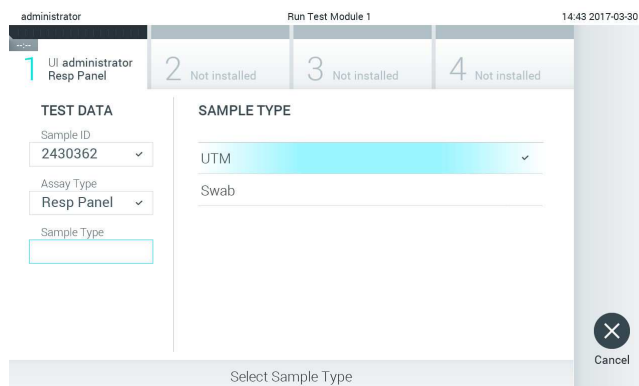 administrator Run Test Module 1 14:43 2017-03-30
--:--
1 UI administrator
Resp Panel
2 Not installed
3 Not installed
4 Not installed
TEST DATA
Sample ID
2430362
Assay Type
Resp Panel
Sample Type
SAMPLE TYPE
UTM
Swab
Cancel
Select Sample Type